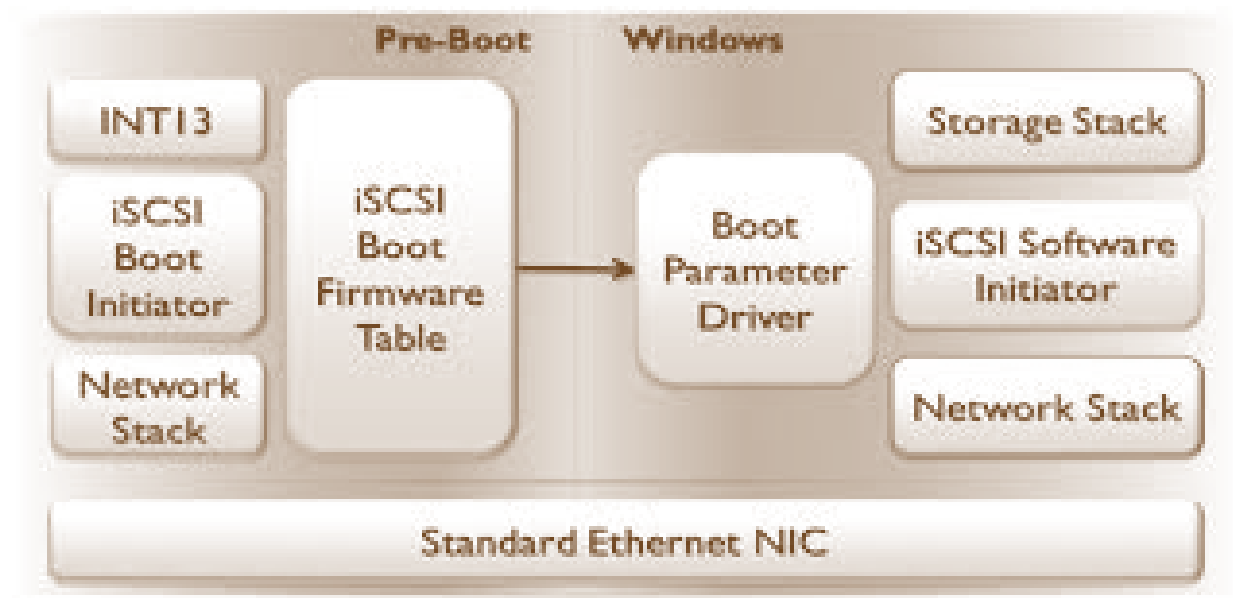 Pre-Boot
Windows
INT13
iSCSI
Boot
Initiator
Network
Stack
iSCSI
Boot
Firmware
Table
Boot
Parameter
Driver
Storage Stack
iSCSI Software
Initiator
Network Stack
Standard Ethernet NIC